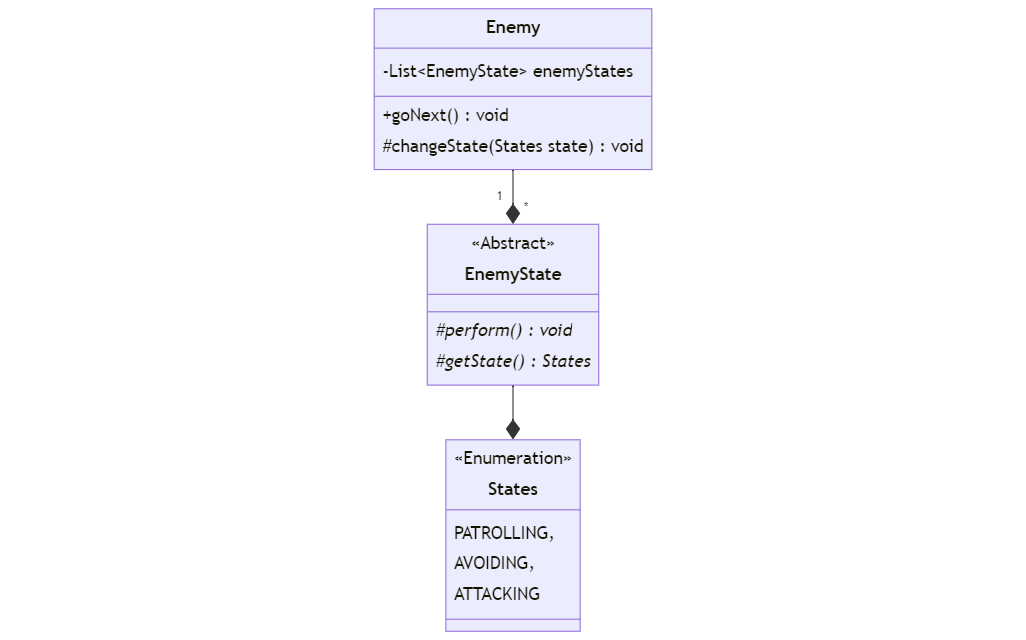 Enemy
-List<EnemyState> enemyStates
+goNext() : void
#changeState(States state) : void
1
*
«Abstract»
EnemyState
#perform() : void
#getState() : States
«Enumeration»
States
PATROLLING,
AVOIDING,
ATTACKING